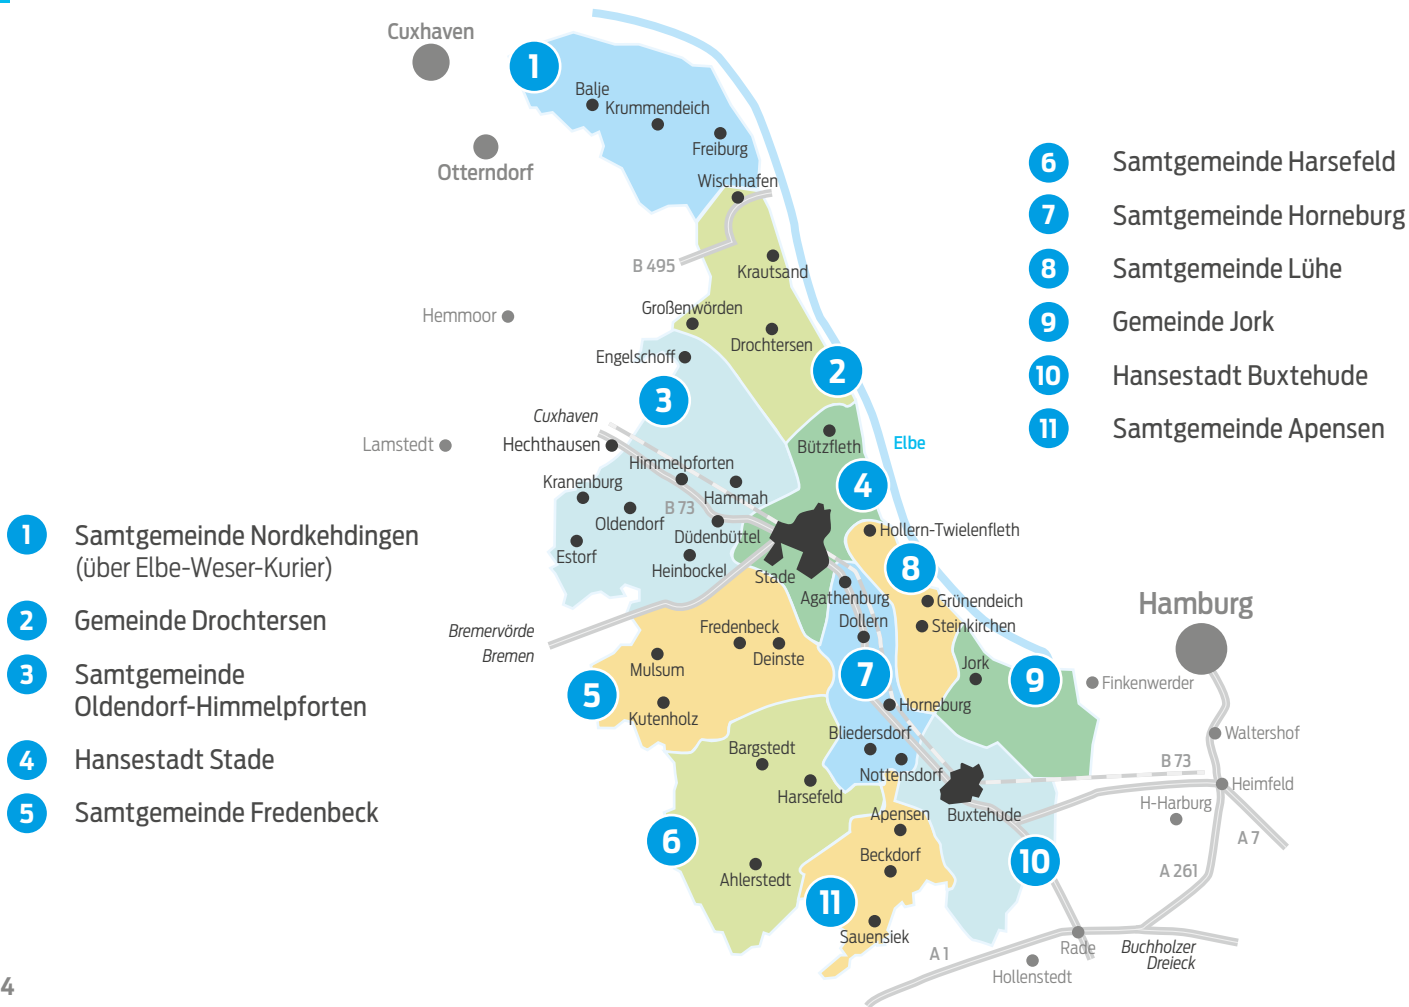 Cuxhaven
1
Balje
Krummendeich
Freiburg
Otterndorf
Wischhafen
B 495
Krautsand
Hemmoor
Großenwörden
Drochtersen
Engelschoff
2
3
Cuxhaven
Hechthausen
Lamstedt
Bützfleth
Elbe
Himmelpforten
Kranenburg
Hammah
4
B 73
Oldendorf
Düdenbüttel
Hollern-Twielenfleth
Estorf
Heinbockel
Stade
8
Agathenburg
Grünendeich
Dollern
Steinkirchen
Bremervörde
Bremen
Fredenbeck
Deinste
Mulsum
Jork
7
9
5
Kutenholz
Horneburg
Hamburg
Finkenwerder
Bliedersdorf
Bargstedt
Waltershof
Nottensdorf
B 73
Harsefeld
Heimfeld
H-Harburg
Apensen
Buxtehude
6
A 7
Beckdorf
10
Ahlerstedt
A 261
11
Sauensiek
A 1
Rade
Buchholzer
Dreieck
Hollenstedt
1 Samtgemeinde Nordkehdingen
(über Elbe-Weser-Kurier)
2 Gemeinde Drochtersen
3 Samtgemeinde
Oldendorf-Himmelpforten
4 Hansestadt Stade
5 Samtgemeinde Fredenbeck
6 Samtgemeinde Harsefeld
7 Samtgemeinde Horneburg
8 Samtgemeinde Lühe
9 Gemeinde Jork
10 Hansestadt Buxtehude
11 Samtgemeinde Apensen
4